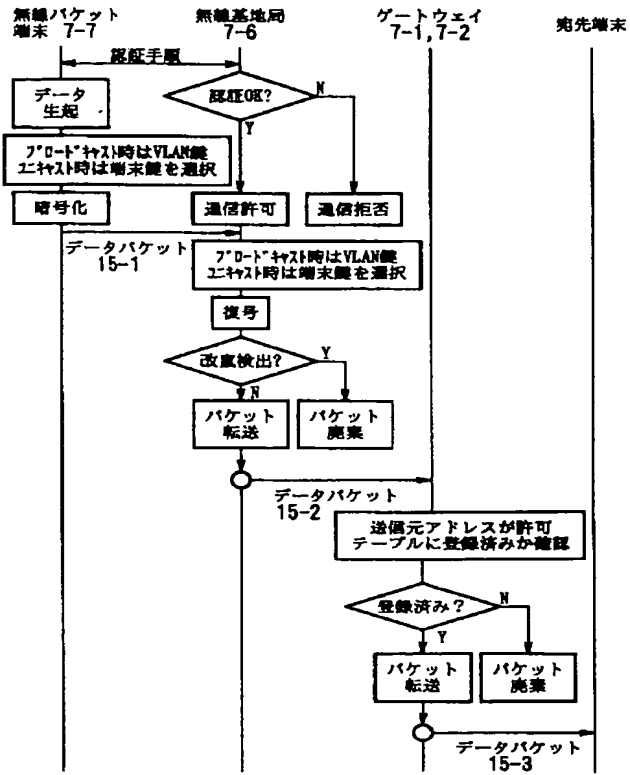 無線パケット
端末 7-7
無線基地局
7-6
ゲートウェイ
7-1,7-2
宛先端末
認証手順
データ
生起
認証OK?
N
Y
ブロードキャスト時はVLAN鍵
ユニキャスト時は端末鍵を選択
暗号化
通信許可
通信拒否
データパケット
15-1
ブロードキャスト時はVLAN鍵
ユニキャスト時は端末鍵を選択
復号
改竄検出?
Y
N
パケット
転送
パケット
廃棄
データパケット
15-2
送信元アドレスが許可
テーブルに登録済みか確認
登録済み?
N
Y
パケット
転送
パケット
廃棄
データパケット
15-3